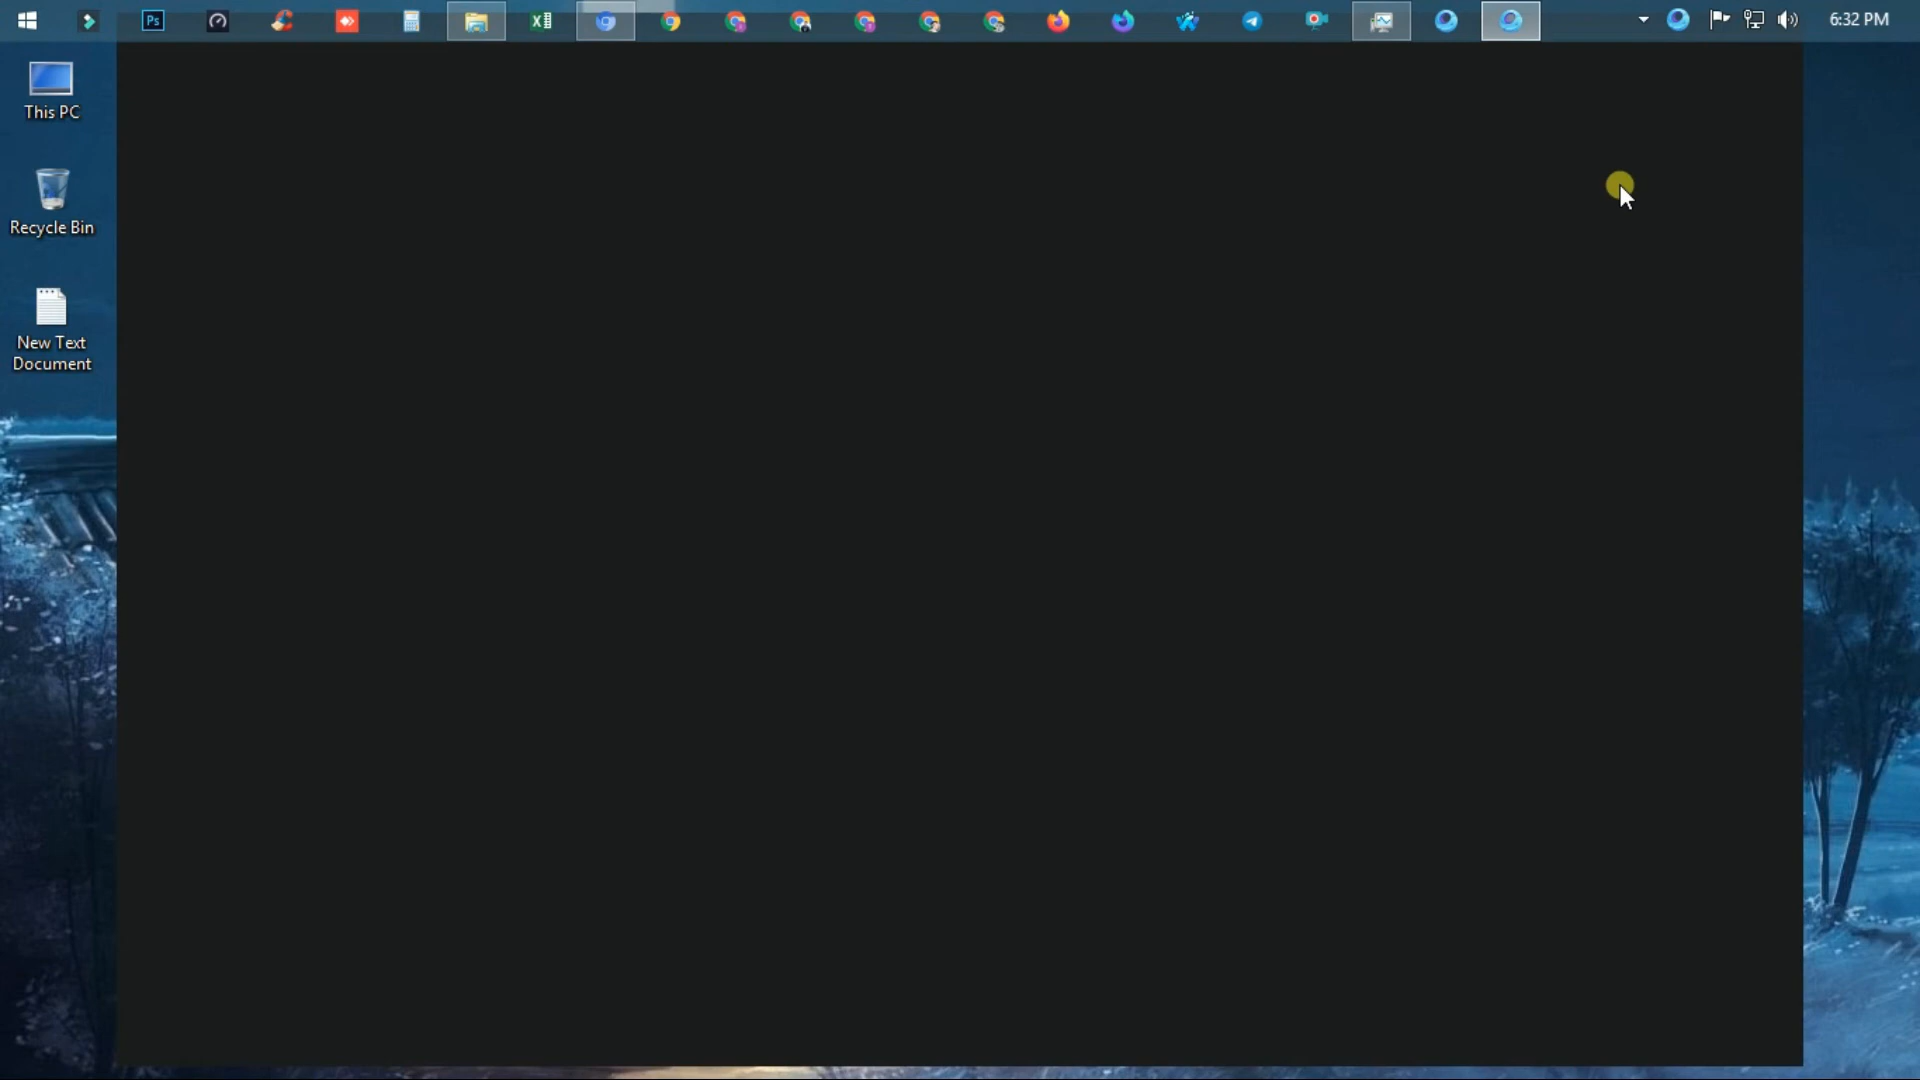 Ps
6:32 PM
This PC
Recycle Bin
New Text
Document